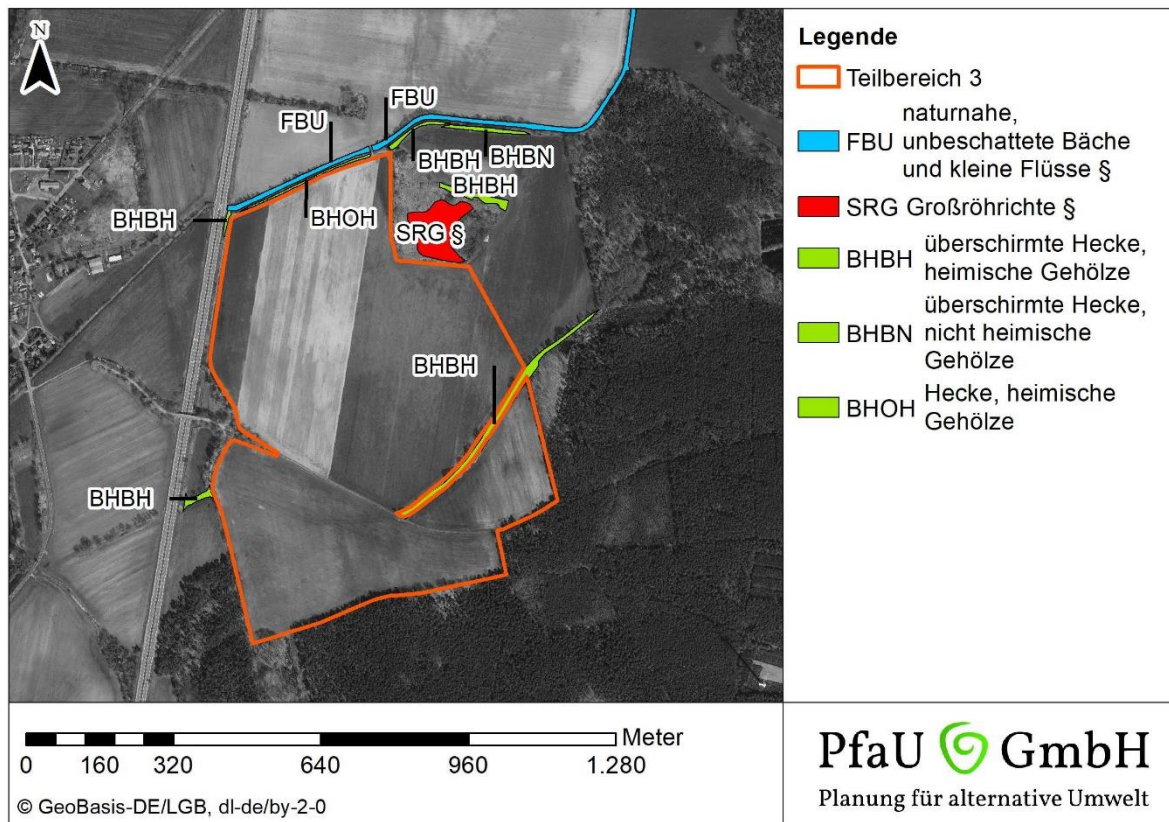 N
FBU
FBU
BHBH
BHBN
BHBH
BHBH
BHOH
SRG §
BHBH
BHBH
Legende
Teilbereich 3
FBU naturnahe,
unbeschattete Bäche
und kleine Flüsse §
SRG Großröhrichte §
BHBH überschirmte Hecke,
heimische Gehölze
BHBN überschirmte Hecke,
nicht heimische
Gehölze
BHOH Hecke, heimische
Gehölze
Meter
0 160 320 640 960 1.280
© GeoBasis-DE/LGB, dl-de/by-2-0
PfaU GmbH
Planung für alternative Umwelt